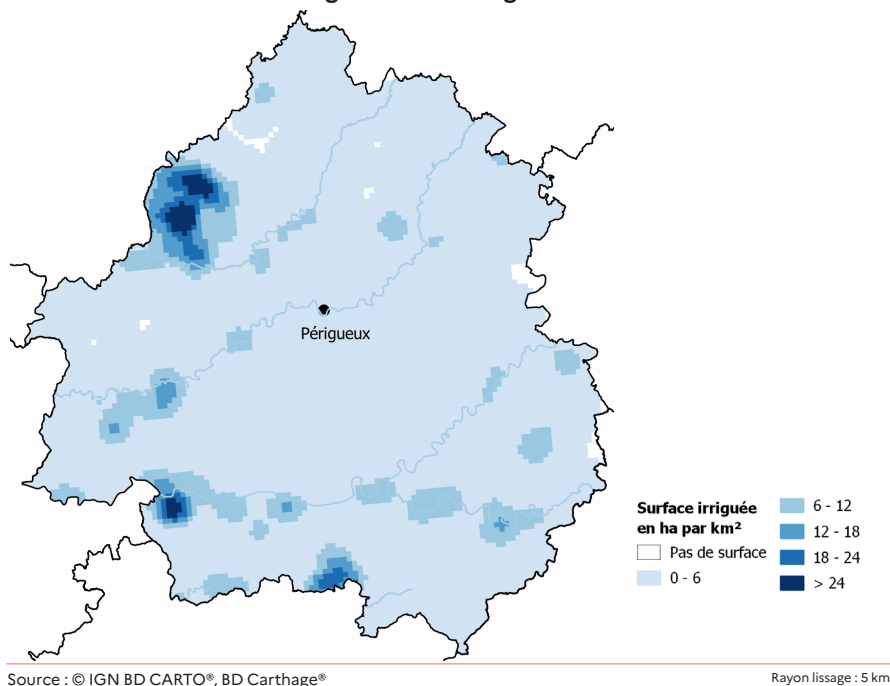 Périgueux
Surface irriguée
en ha par km²
Pas de surface
0 - 6
6 - 12
12 - 18
18 - 24
> 24
Source : © IGN BD CARTO®, BD Carthage®
Rayon lissage : 5 km